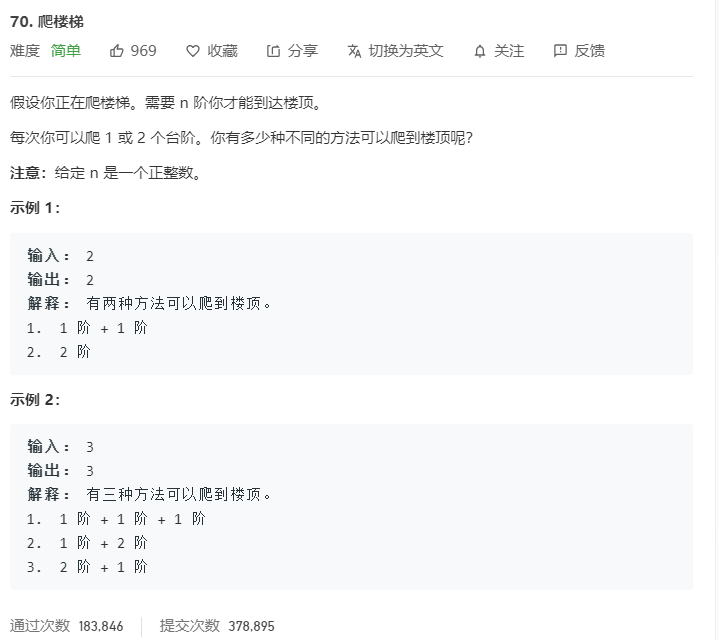 70. 爬楼梯
难度 简单 969 收藏 分享 切换为英文 关注 反馈
假设你正在爬楼梯。需要 n 阶你才能到达楼顶。
每次你可以爬 1 或 2 个台阶。你有多少种不同的方法可以爬到楼顶呢？
注意：给定 n 是一个正整数。
示例 1：
输入： 2
输出： 2
解释： 有两种方法可以爬到楼顶。
1. 1 阶 + 1 阶
2. 2 阶
示例 2：
输入： 3
输出： 3
解释： 有三种方法可以爬到楼顶。
1. 1 阶 + 1 阶 + 1 阶
2. 1 阶 + 2 阶
3. 2 阶 + 1 阶
通过次数 183,846 提交次数 378,895